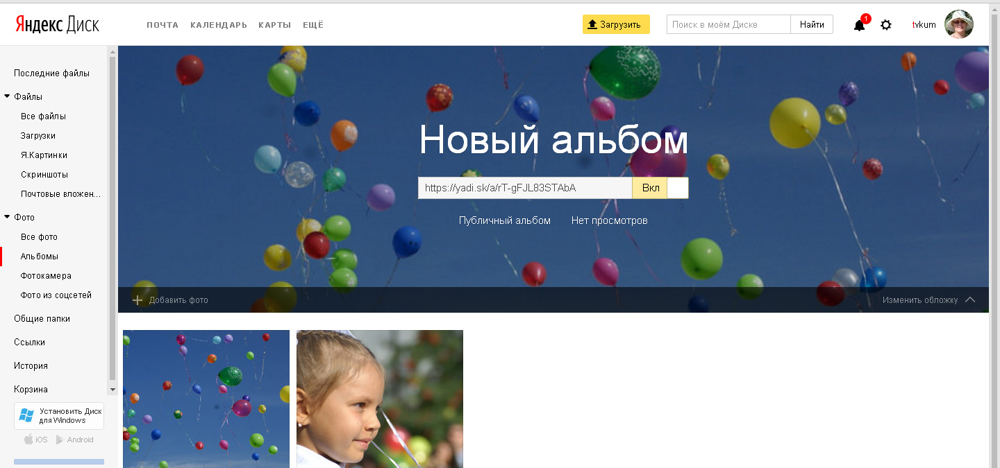 Яндекс Диск
ПОЧТА КАЛЕНДАРЬ КАРТЫ ЕЩЁ
Загрузить
Поиск в моём Диске
Найти
1
tvkum
Последние файлы
Файлы
Все файлы
Загрузки
Я.Картинки
Скриншоты
Почтовые вложен...
Фото
Все фото
Альбомы
Фотокамера
Фото из соцсетей
Общие папки
Ссылки
История
Корзина
Установить Диск
для Windows
iOS Android
Новый альбом
https://yadi.sk/a/rT-gFJL83STAbA
Вкл
Публичный альбом Нет просмотров
Добавить фото
Изменить обложку